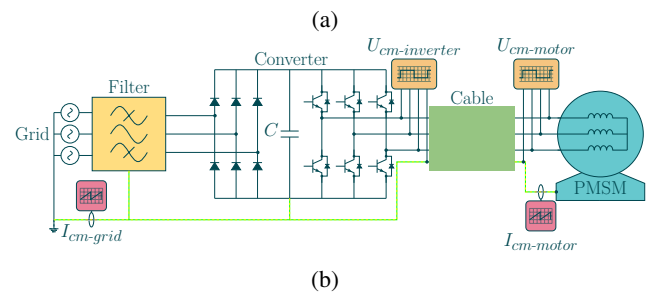 (a)
U_cm-inverter U_cm-motor
Converter
Filter
Cable
Grid
C
PMSM
I_cm-grid
I_cm-motor
(b)